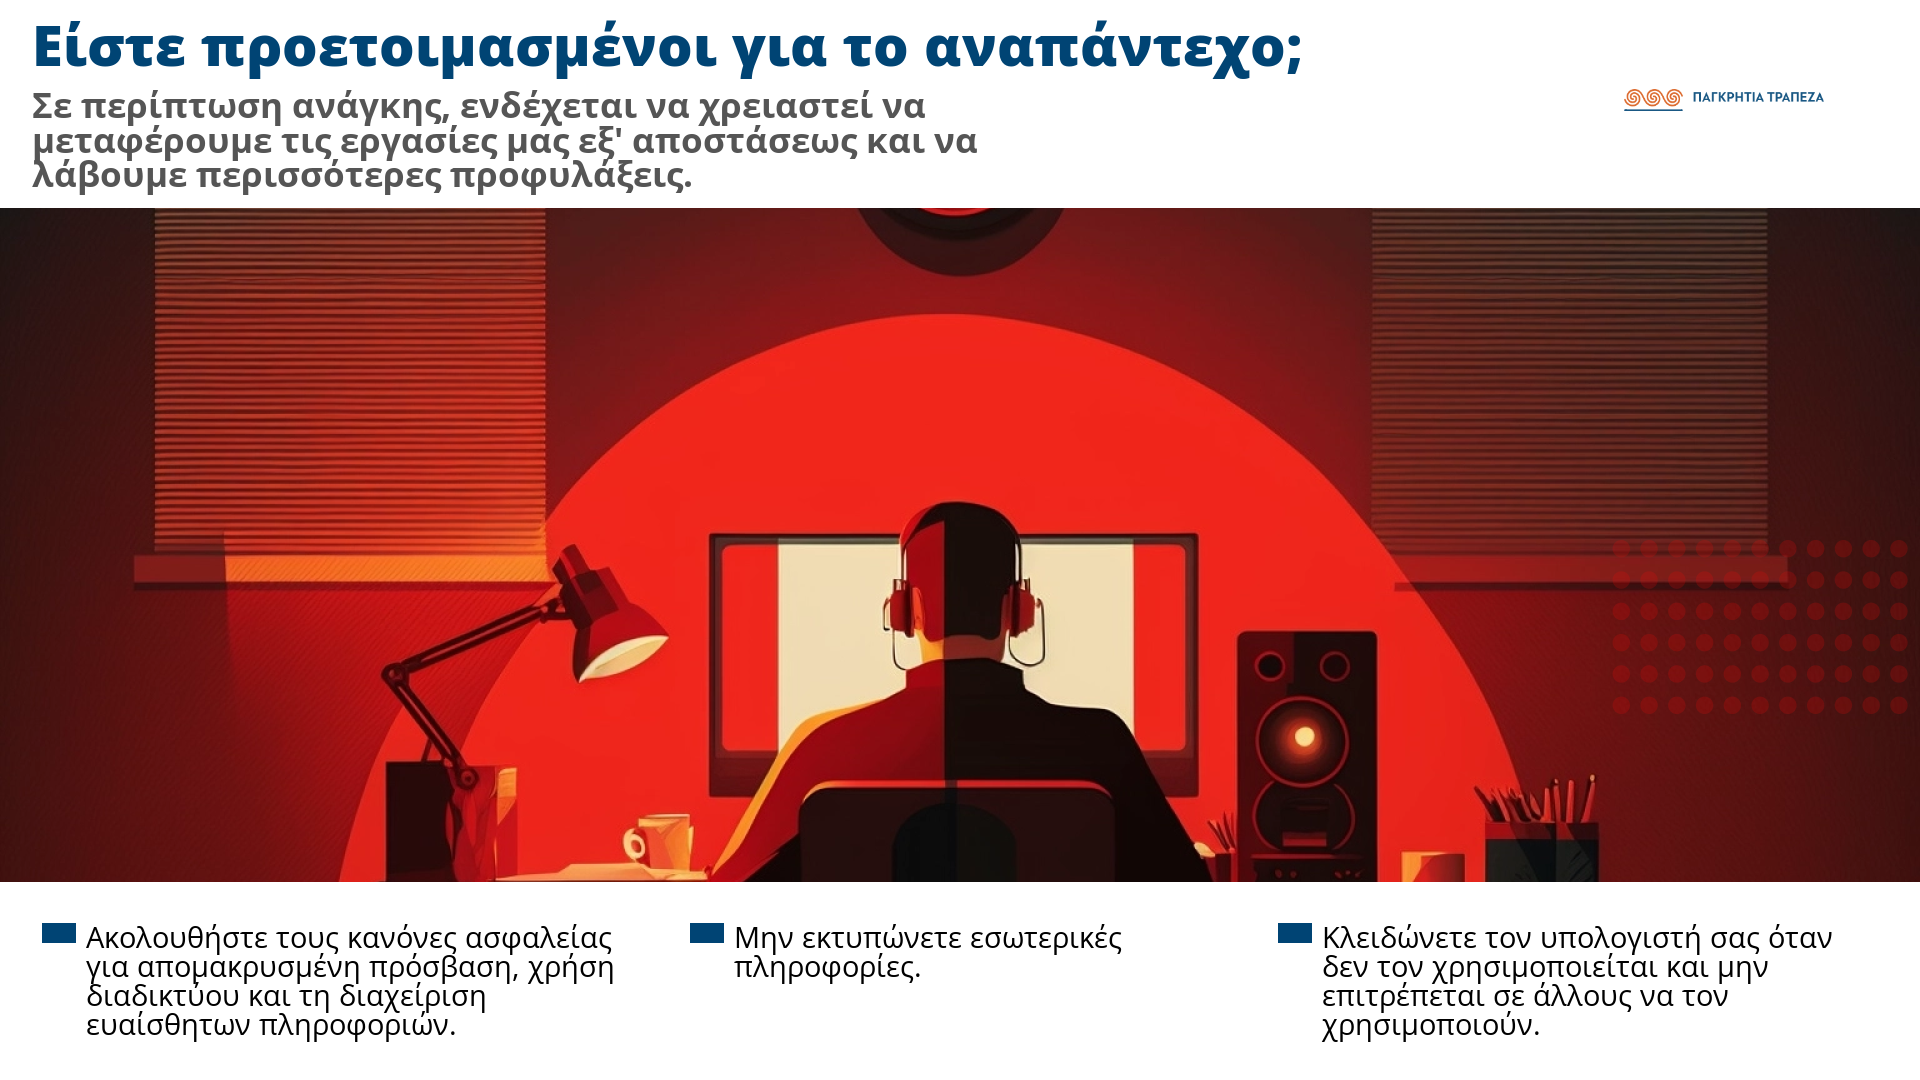 Είστε προετοιμασμένοι για το αναπάντεχο;
Σε περίπτωση ανάγκης, ενδέχεται να χρειαστεί να
μεταφέρουμε τις εργασίες μας εξ' αποστάσεως και να
λάβουμε περισσότερες προφυλάξεις.
ΠΑΓΚΡΗΤΙΑ ΤΡΑΠΕΖΑ
Ακολουθήστε τους κανόνες ασφαλείας
για απομακρυσμένη πρόσβαση, χρήση
διαδικτύου και τη διαχείριση
ευαίσθητων πληροφοριών.
Μην εκτυπώνετε εσωτερικές
πληροφορίες.
Κλειδώνετε τον υπολογιστή σας όταν
δεν τον χρησιμοποιείται και μην
επιτρέπεται σε άλλους να τον
χρησιμοποιούν.